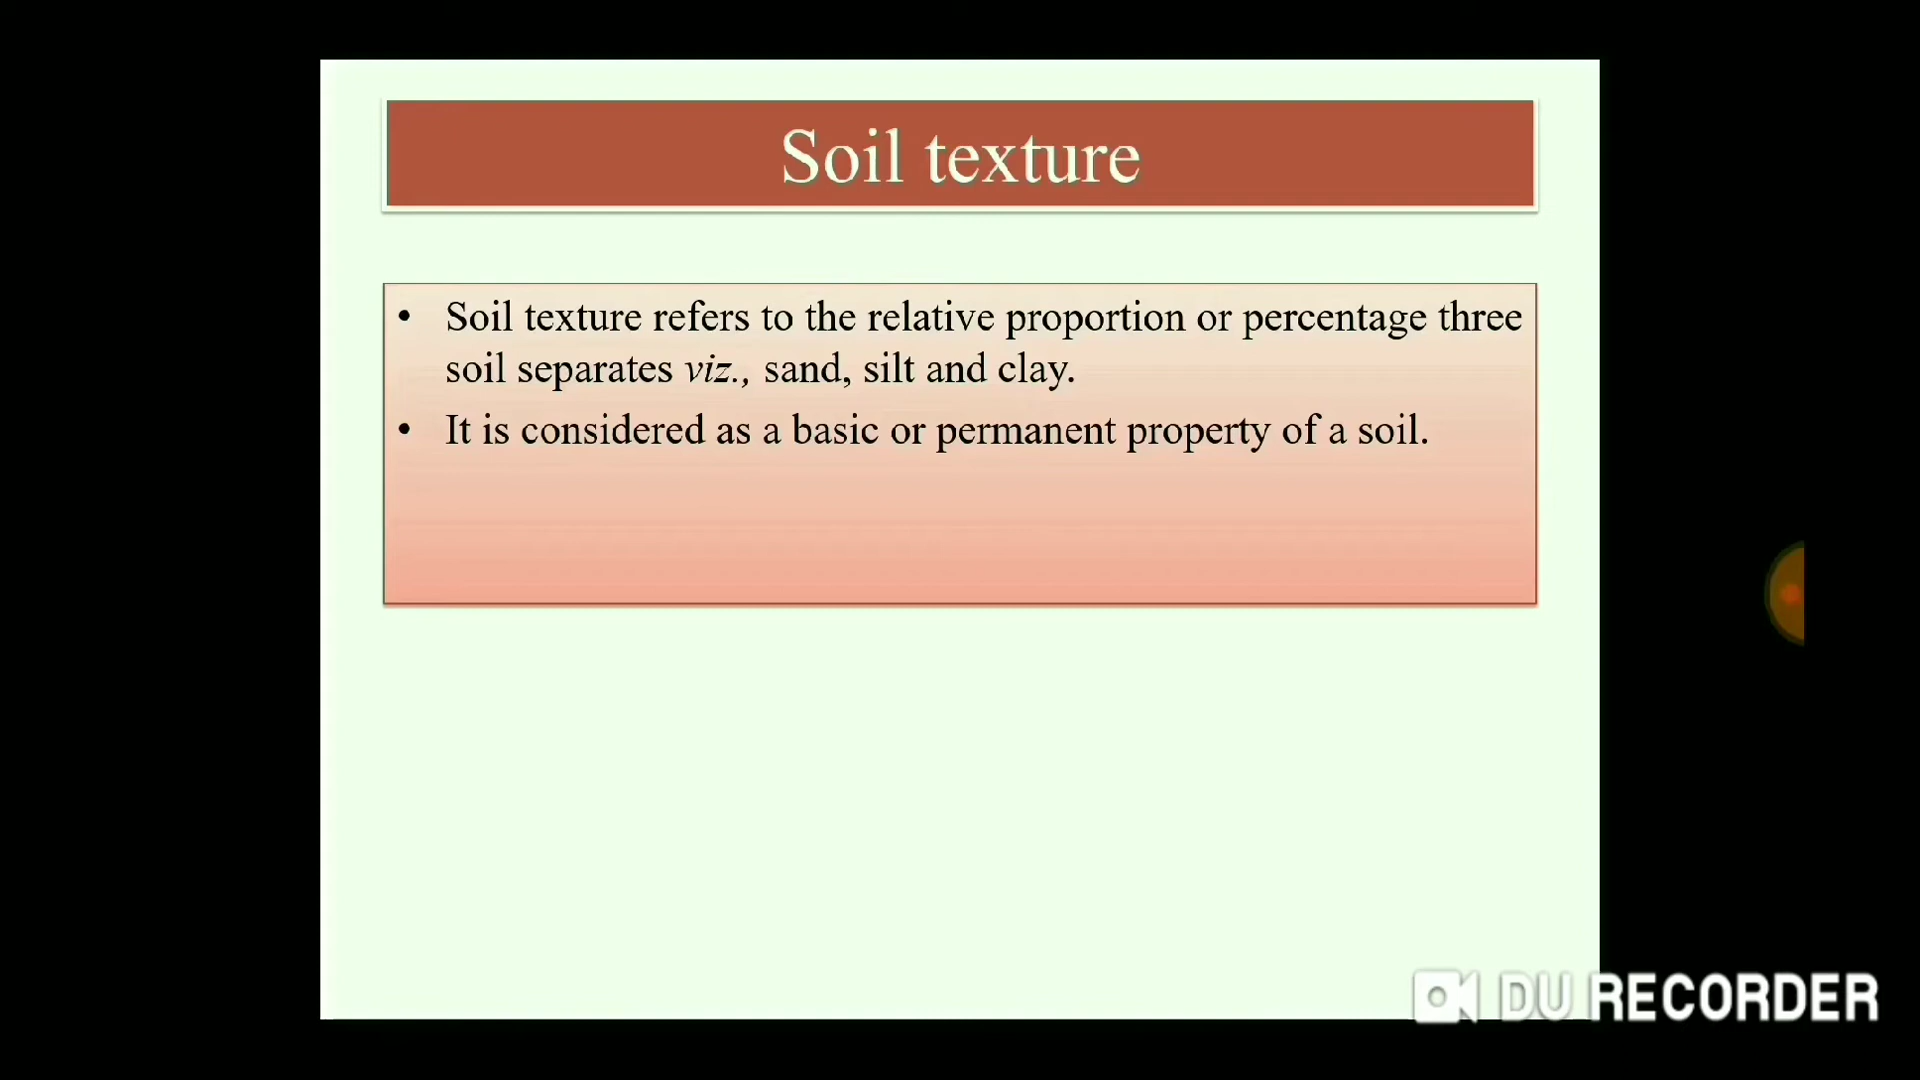 Soil texture
• Soil texture refers to the relative proportion or percentage three
soil separates viz., sand, silt and clay.
• It is considered as a basic or permanent property of a soil.
DU RECORDER